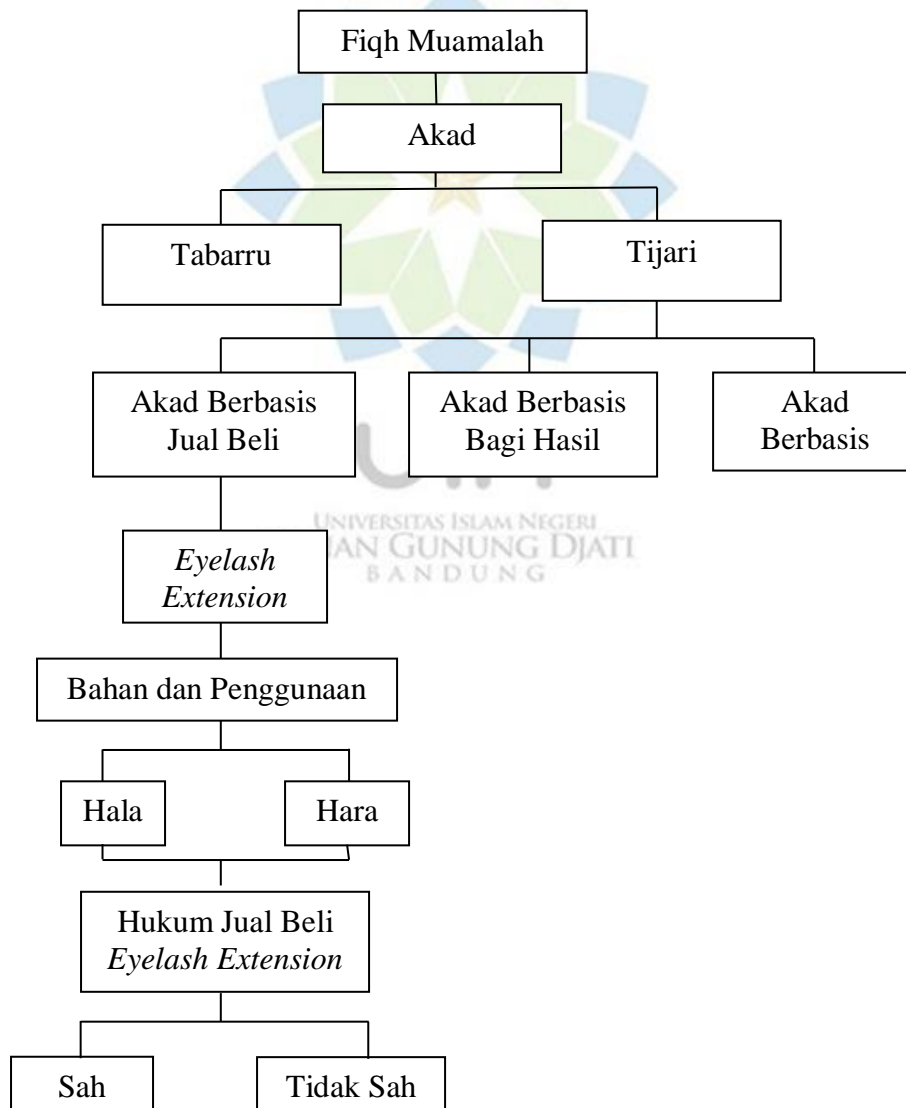 Fiqh Muamalah
Akad
Tabarru
Tijari
Akad Berbasis
Jual Beli
Akad Berbasis
Bagi Hasil
Akad
Berbasis
UNIVERSITAS ISLAM NEGERI
GUNUNG DJATI
BANDUNG
Eyelash
Extension
Bahan dan Penggunaan
Hala
Hara
Hukum Jual Beli
Eyelash Extension
Sah
Tidak Sah